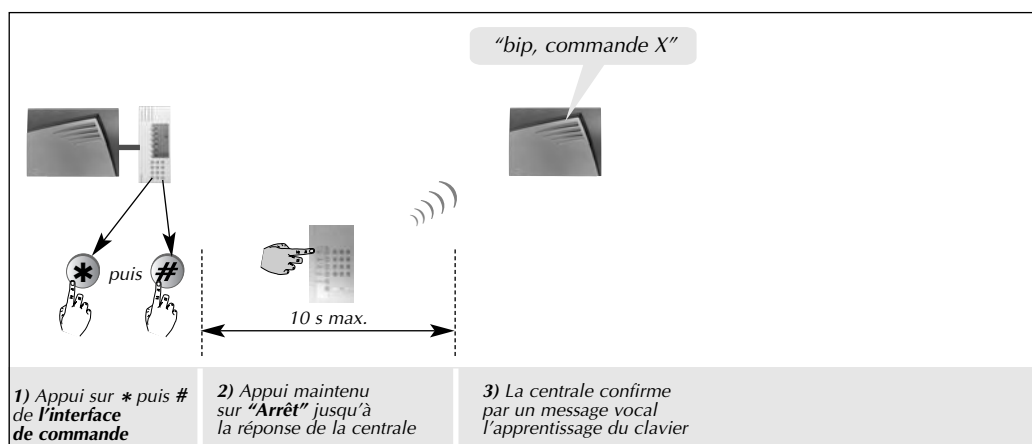 “bip, commande X”
* puis #
10 s max.
1) Appui sur * puis #
de l’interface
de commande
2) Appui maintenu
sur “Arrêt” jusqu’à
la réponse de la centrale
3) La centrale confirme
par un message vocal
l’apprentissage du clavier